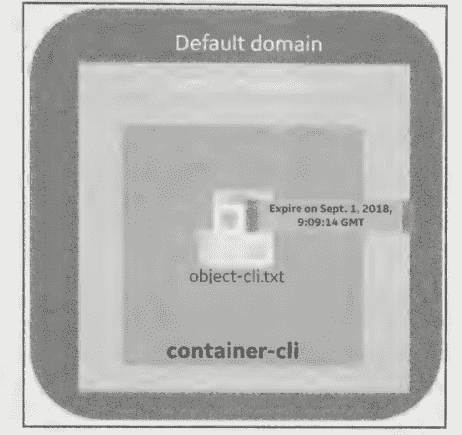 Default domain
Expire on Sept. 1, 2018,
9:09:14 GMT
object-cli.txt
container-cli